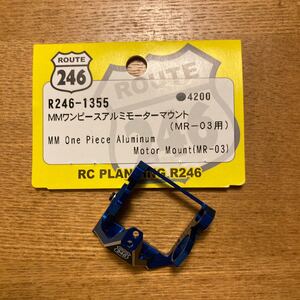 ROUTE
246
ROUTE
R246-1355
●4200
MMワンピースアルミモーターマウント
(MR-03用)
MM One Piece Aluminum
Motor Mount(MR-03)
RC PLANNING R246